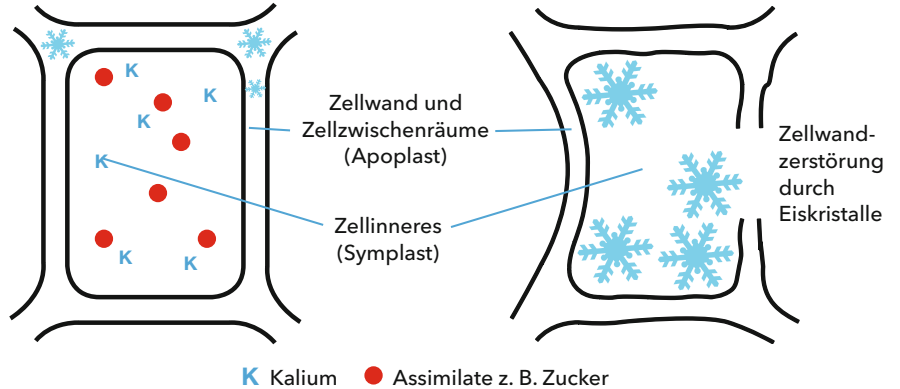 K
K
K
K
K
K
Zellwand und
Zellzwischenräume
(Apoplast)
Zellinneres
(Symplast)
Zellwand-
zerstörung
durch
Eiskristalle
K Kalium
Assimilate z. B. Zucker